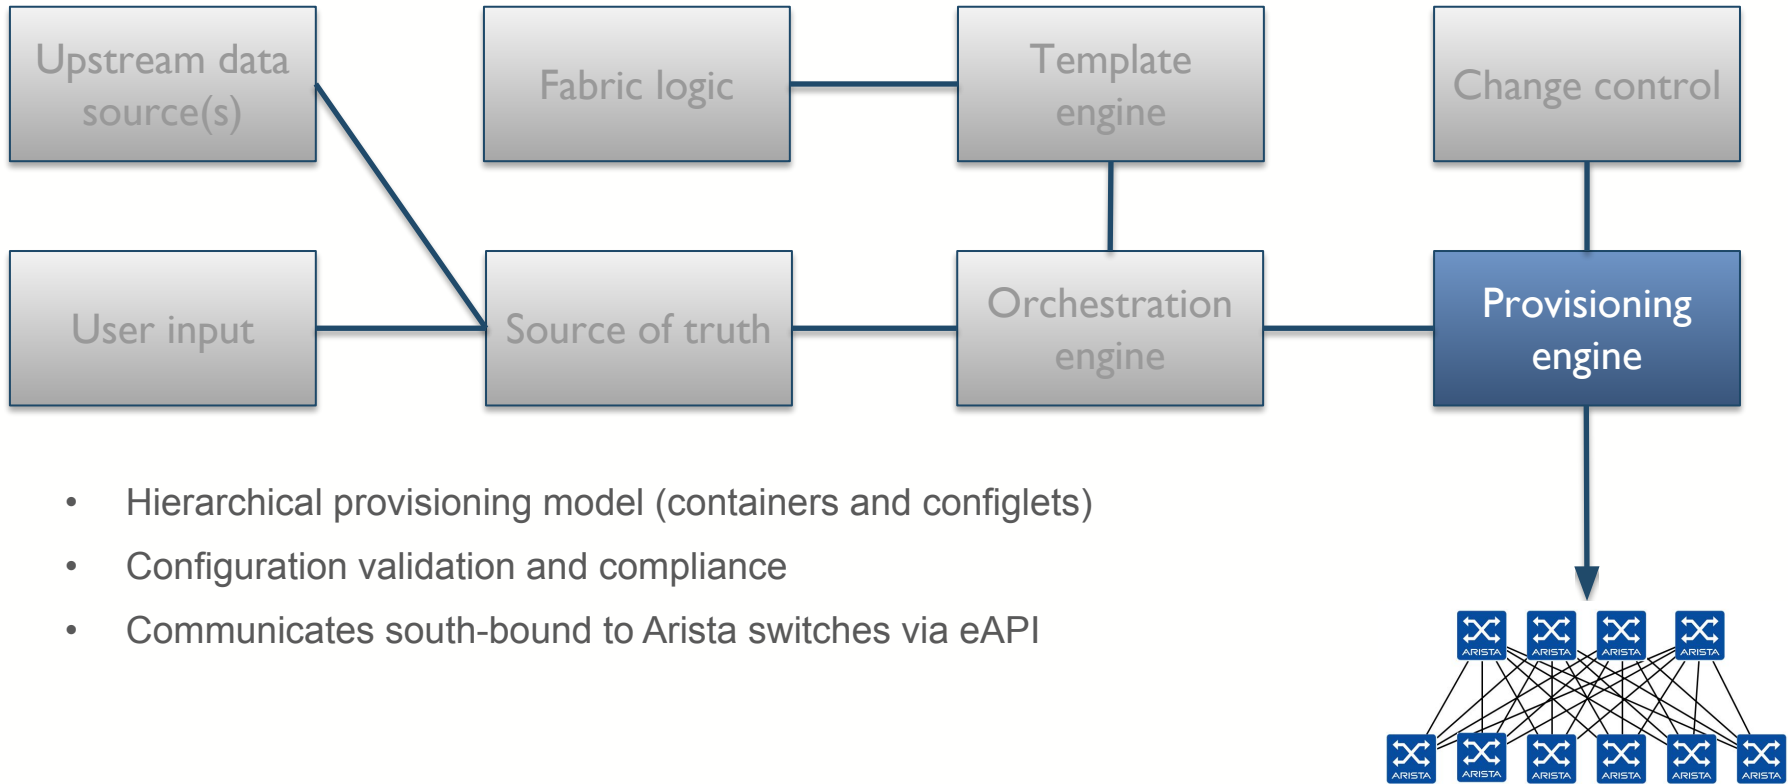 Upstream data
source(s)
Fabric logic
Template
engine
Change control
User input
Source of truth
Orchestration
engine
Provisioning
engine
• Hierarchical provisioning model (containers and configlets)
• Configuration validation and compliance
• Communicates south-bound to Arista switches via eAPI
ARISTA
ARISTA
ARISTA
ARISTA
ARISTA
ARISTA
ARISTA
ARISTA
ARISTA
ARISTA